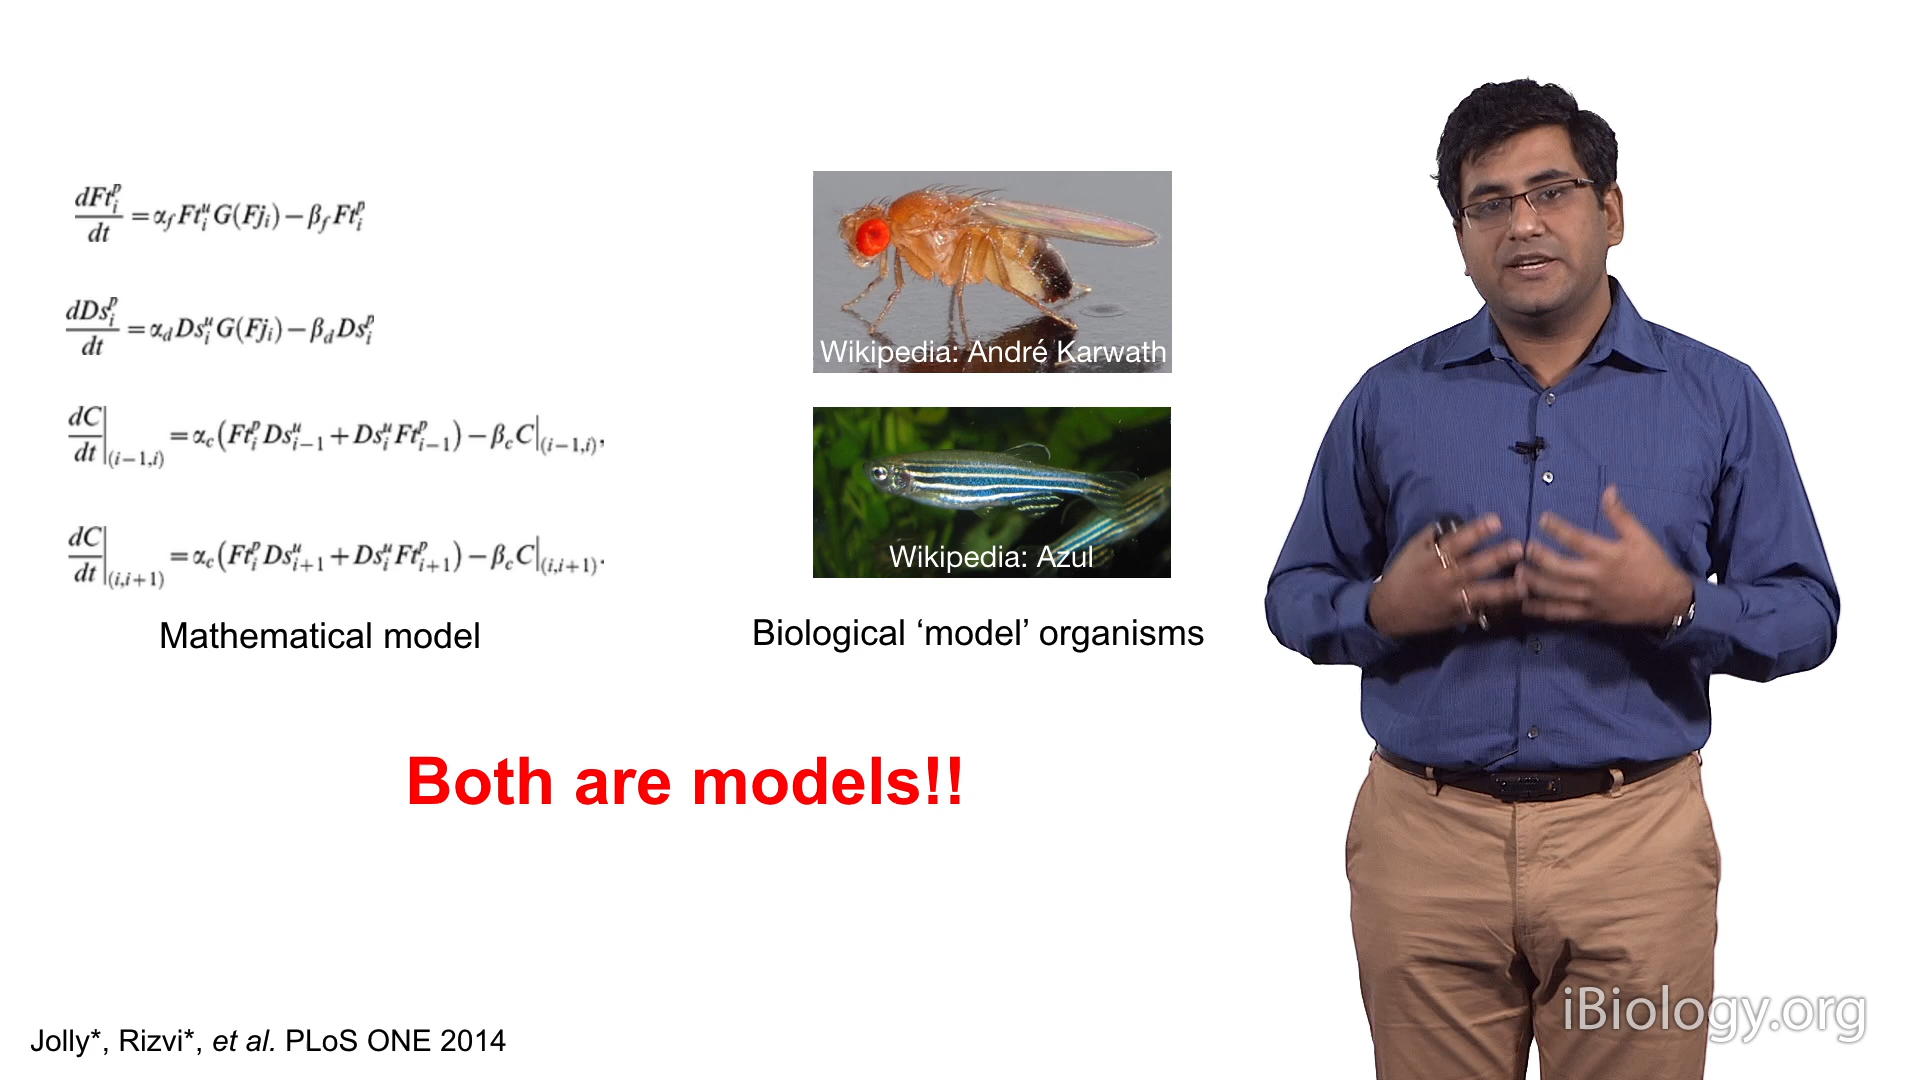 dFt_i^p/dt = α_f Ft_i^u G(Fj_i) − β_f Ft_i^p
dDs_i^p/dt = α_d Ds_i^u G(Fj_i) − β_d Ds_i^p
dC/dt|_(i−1,i) = α_c(Ft_i^p Ds_{i−1}^u + Ds_i^u Ft_{i−1}^p) − β_c C|_(i−1,i),
dC/dt|_(i,i+1) = α_c(Ft_i^p Ds_{i+1}^u + Ds_i^u Ft_{i+1}^p) − β_c C|_(i,i+1).
Mathematical model
Wikipedia: André Karwath
Wikipedia: Azul
Biological ‘model’ organisms
Both are models!!
Jolly*, Rizvi*, et al. PLoS ONE 2014
iBiology.org